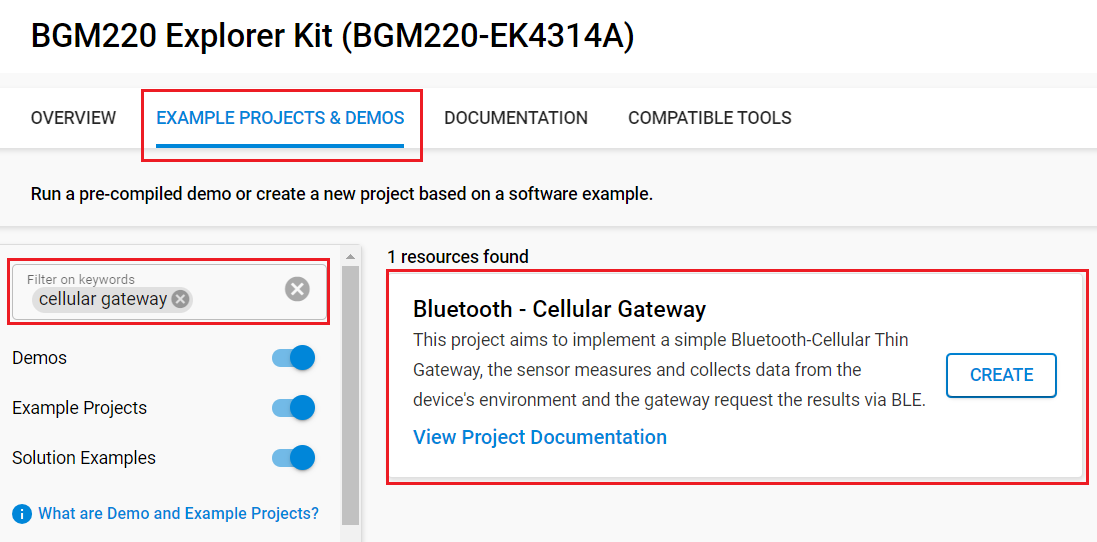 BGM220 Explorer Kit (BGM220-EK4314A)
OVERVIEW EXAMPLE PROJECTS & DEMOS DOCUMENTATION COMPATIBLE TOOLS
Run a pre-compiled demo or create a new project based on a software example.
Filter on keywords
cellular gateway
Demos
Example Projects
Solution Examples
What are Demo and Example Projects?
1 resources found
Bluetooth - Cellular Gateway
This project aims to implement a simple Bluetooth-Cellular Thin
Gateway, the sensor measures and collects data from the
device's environment and the gateway request the results via BLE.
View Project Documentation
CREATE